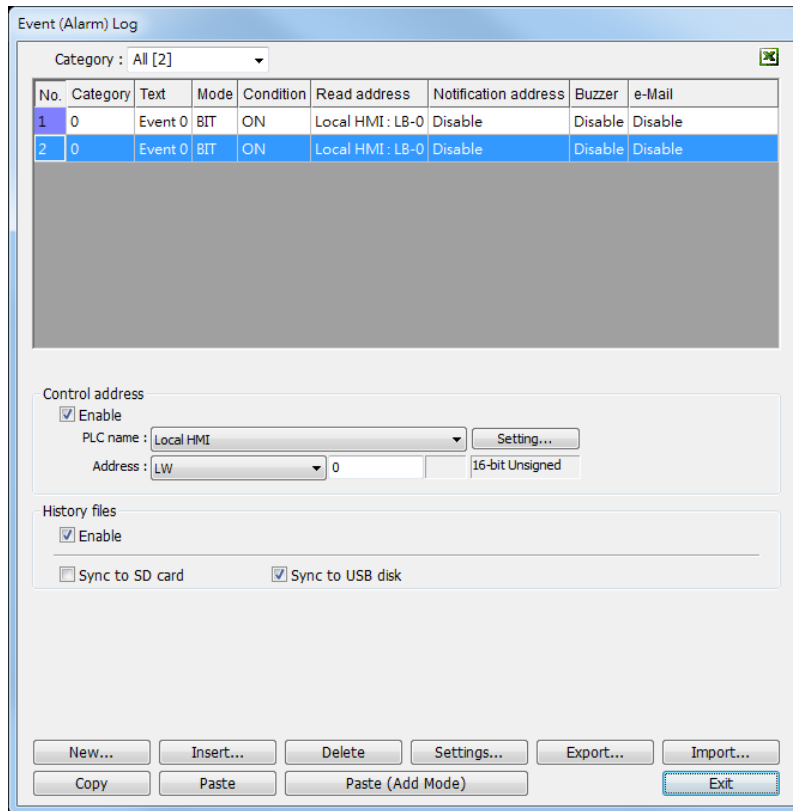 Event (Alarm) Log
Category : All [2]
No. Category Text Mode Condition Read address Notification address Buzzer e-Mail
1 0 Event 0 BIT ON Local HMI : LB-0 Disable Disable Disable
2 0 Event 0 BIT ON Local HMI : LB-0 Disable Disable Disable
Control address
Enable
PLC name : Local HMI Setting...
Address : LW 0 16-bit Unsigned
History files
Enable
Sync to SD card Sync to USB disk
New... Insert... Delete Settings... Export... Import...
Copy Paste Paste (Add Mode) Exit